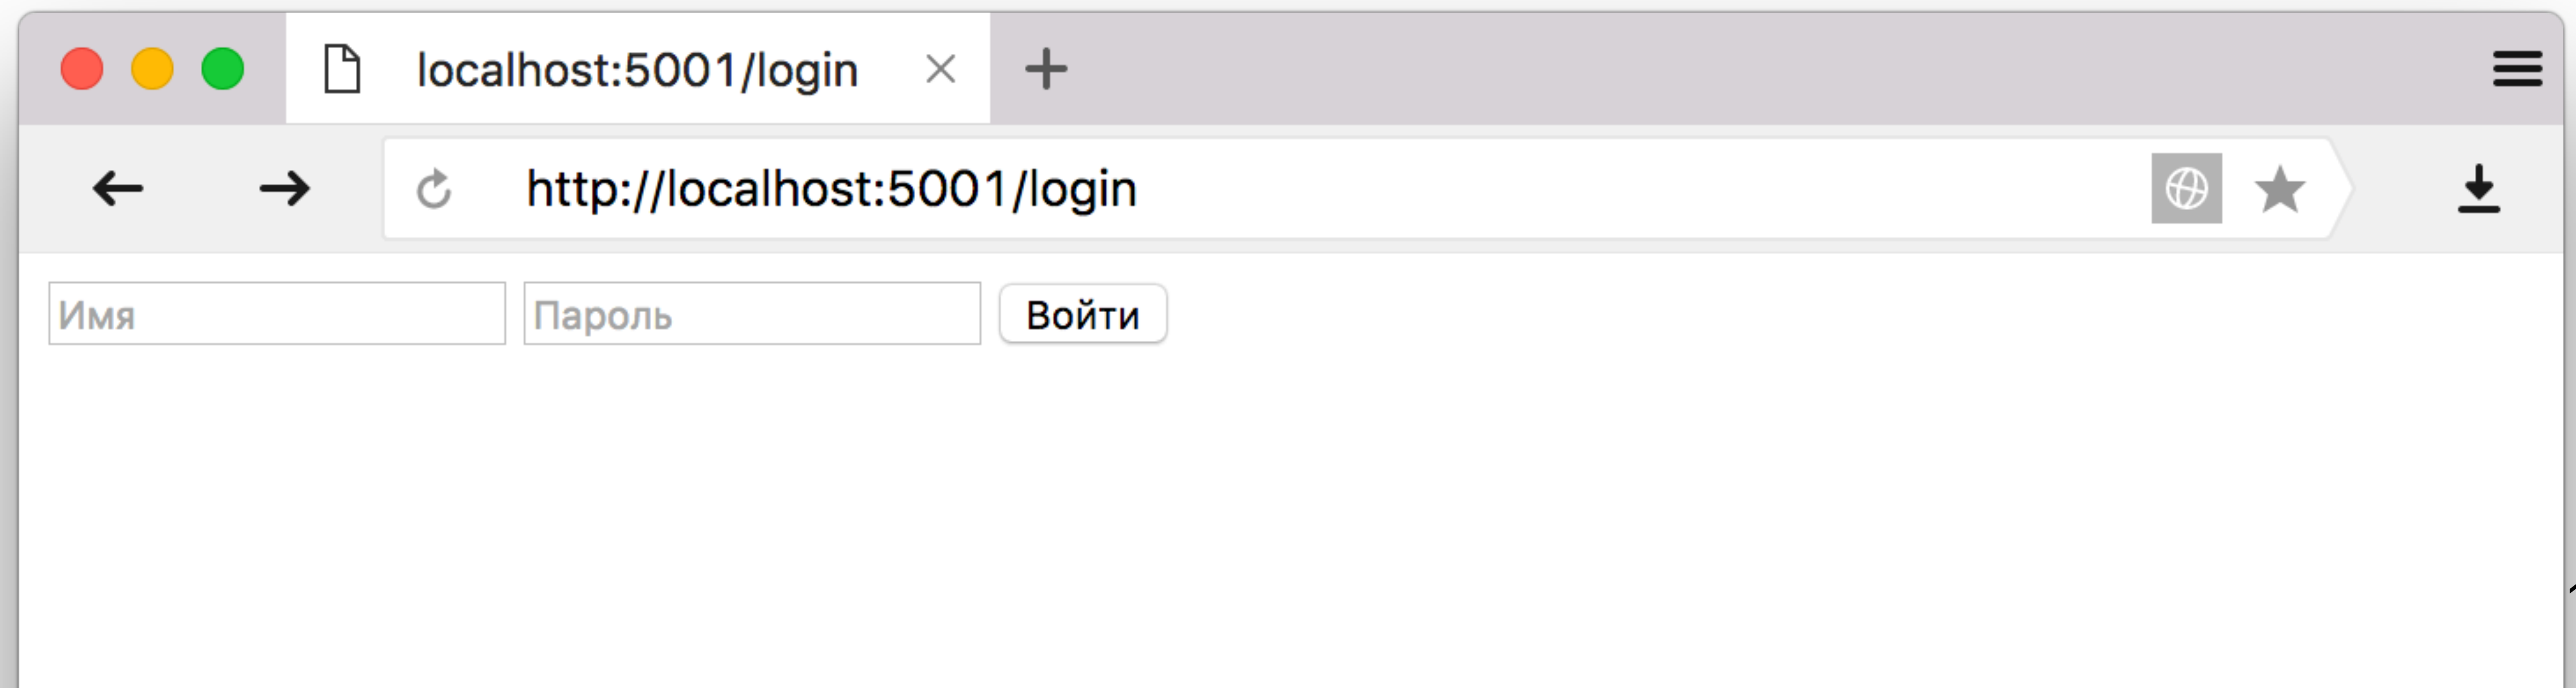 localhost:5001/login
http://localhost:5001/login
Имя Пароль Войти